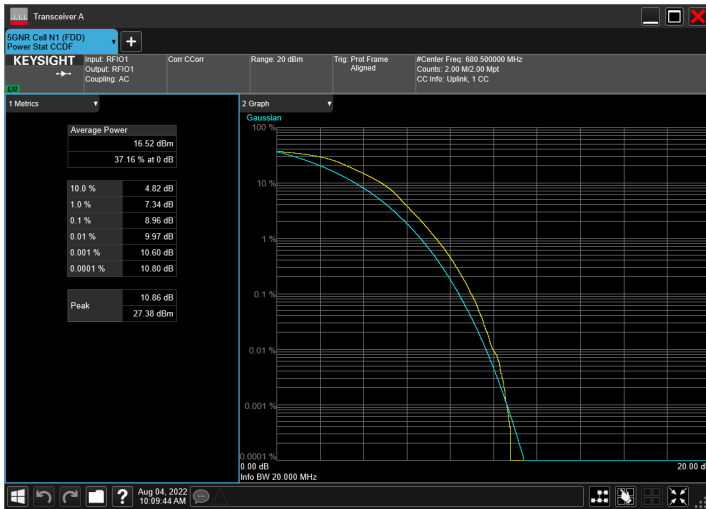 Transceiver A
5GNR Cell N1 (FDD)
Power Stat CCDF
KEYSIGHT
LXI
Input: RFIO1
Output: RFIO1
Coupling: AC
Corr CCorr
Range: 20 dBm
Trig: Prot Frame
Aligned
#Center Freq: 680.500000 MHz
Counts: 2.00 M/2.00 Mpt
CC Info: Uplink, 1 CC
1 Metrics
Average Power
16.52 dBm
37.16 % at 0 dB
10.0 % 4.82 dB
1.0 % 7.34 dB
0.1 % 8.96 dB
0.01 % 9.97 dB
0.001 % 10.60 dB
0.0001 % 10.80 dB
Peak
10.86 dB
27.38 dBm
2 Graph
Gaussian
100 %
10 %
1 %
0.1 %
0.01 %
0.001 %
0.0001 %
0.00 dB
20.00 d
Info BW 20.000 MHz
Aug 04, 2022
10:09:44 AM